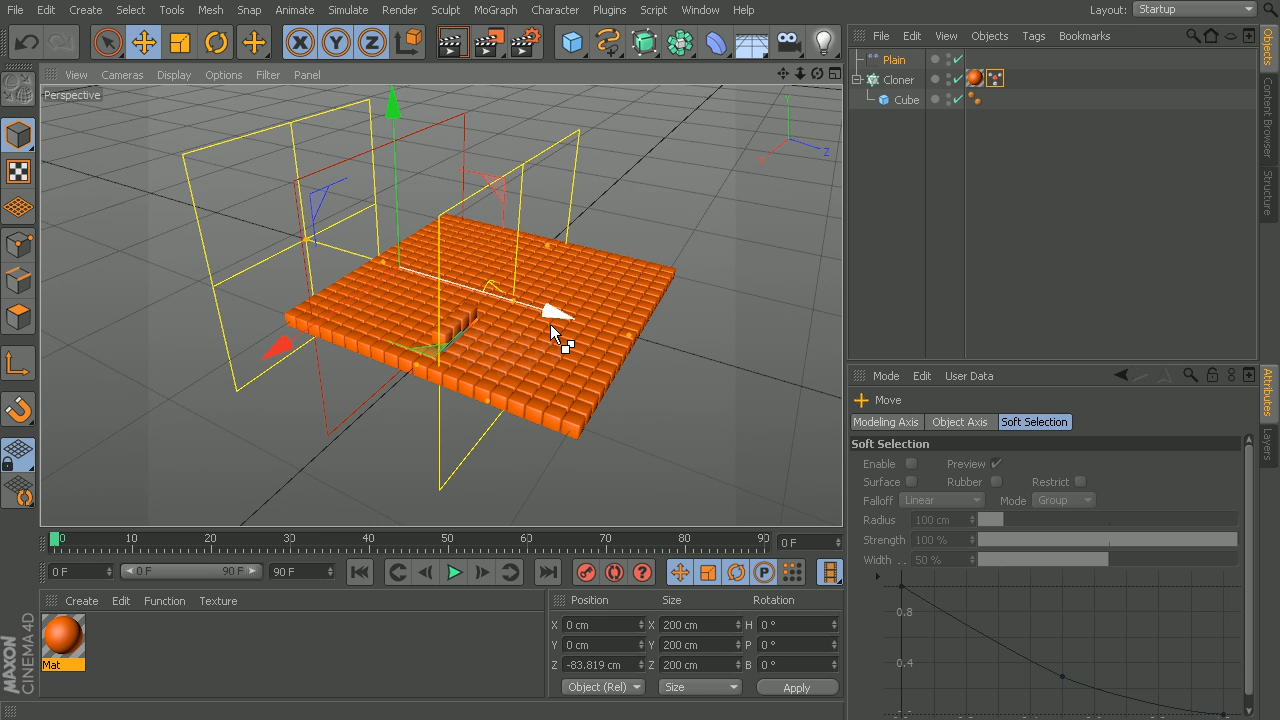 File Edit Create Select Tools Mesh Snap Animate Simulate Render Sculpt MoGraph Character Plugins Script Window Help Layout: Startup
X Y Z
File Edit View Objects Tags Bookmarks
View Cameras Display Options Filter Panel
Perspective
Y
Z
X
Plain
Cloner
Cube
Objects
Content Browser
Structure
Mode Edit User Data
Move
Modeling Axis Object Axis Soft Selection
Soft Selection
Enable Preview
Surface Rubber Restrict
Falloff Linear Mode Group
Radius 100 cm
Strength 100 %
Width . . 50 %
0.8
0.4
Attributes
Layers
0 10 20 30 40 50 60 70 80 90 0 F
0 F 0 F 90 F 90 F
P
Create Edit Function Texture
Mat
Position Size Rotation
X 0 cm X 200 cm H 0 °
Y 0 cm Y 200 cm P 0 °
Z -83.819 cm Z 200 cm B 0 °
Object (Rel) Size Apply
MAXON
CINEMA 4D